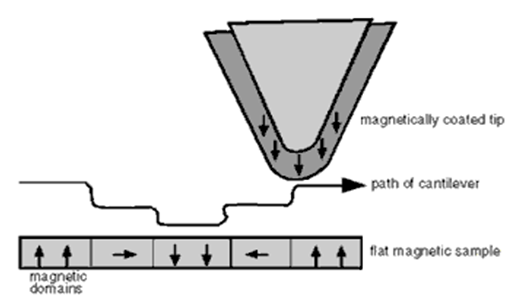 magnetically coated tip
path of cantilever
flat magnetic sample
magnetic
domains